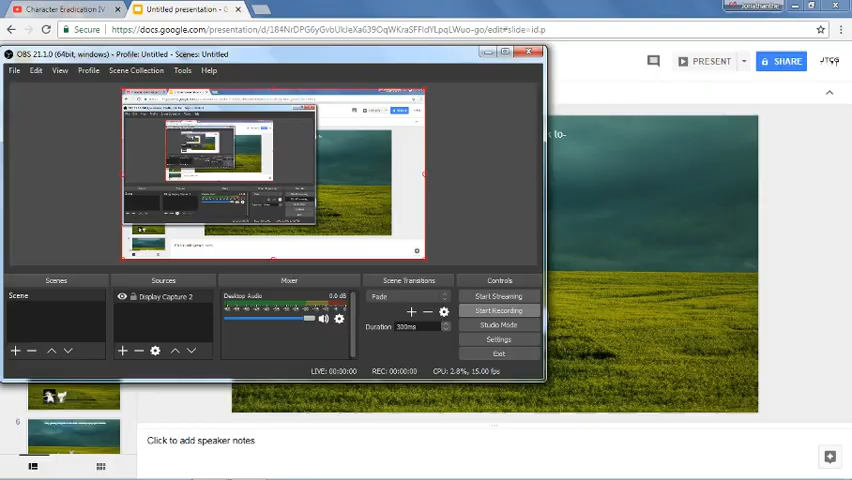 Character Eradication IV
Untitled presentation -
Secure
https://docs.google.com/presentation/d/184NrDPG6yGvbUkIeXa639OqWKraSFFIdYLpqLWuo-go/edit#slide=id.p
OBS 21.1.0 (64bit, windows) - Profile: Untitled - Scenes: Untitled
File Edit View Profile Scene Collection Tools Help
PRESENT
SHARE
k to-
Scenes
Sources
Mixer
Scene Transitions
Controls
Scene
Display Capture 2
Desktop Audio
0.0 dB
Fade
Duration 300ms
Start Streaming
Start Recording
Studio Mode
Settings
Exit
LIVE: 00:00:00
REC: 00:00:00
CPU: 2.8%, 15.00 fps
6
Click to add speaker notes